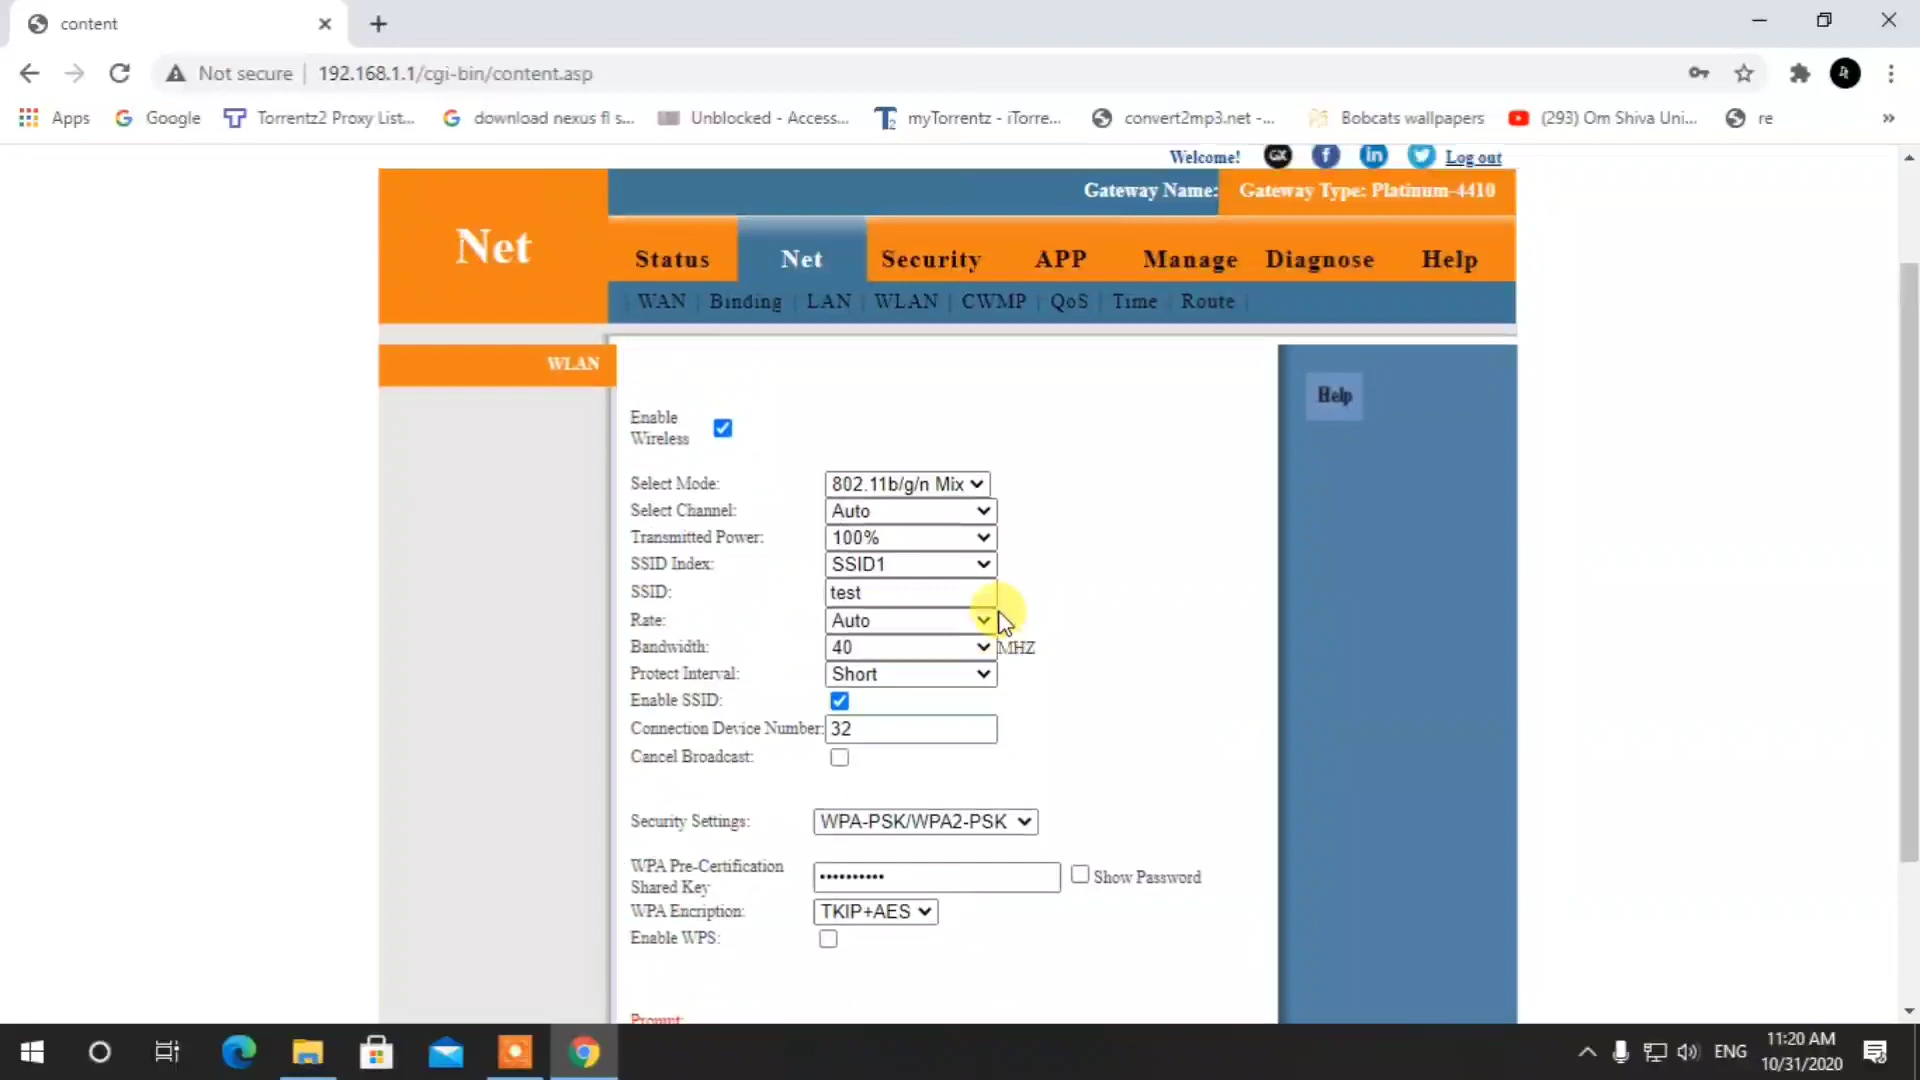 content
Not secure | 192.168.1.1/cgi-bin/content.asp
Apps Google Torrentz2 Proxy List... download nexus fl s... Unblocked - Access... myTorrentz - iTorre... convert2mp3.net -... Bobcats wallpapers (293) Om Shiva Uni... re »
Welcome! GX f in Log out
Gateway Name: Gateway Type: Platinum-4410
Net
Status Net Security APP Manage Diagnose Help
| WAN | Binding | LAN | WLAN | CWMP | QoS | Time | Route |
WLAN
Help
Enable
Wireless
Select Mode: 802.11b/g/n Mix
Select Channel: Auto
Transmitted Power: 100%
SSID Index: SSID1
SSID: test
Rate: Auto
Bandwidth: 40 MHZ
Protect Interval: Short
Enable SSID:
Connection Device Number: 32
Cancel Broadcast:
Security Settings: WPA-PSK/WPA2-PSK
WPA Pre-Certification
Shared Key •••••••••• Show Password
WPA Encription: TKIP+AES
Enable WPS:
Prompt:
ENG
11:20 AM
10/31/2020